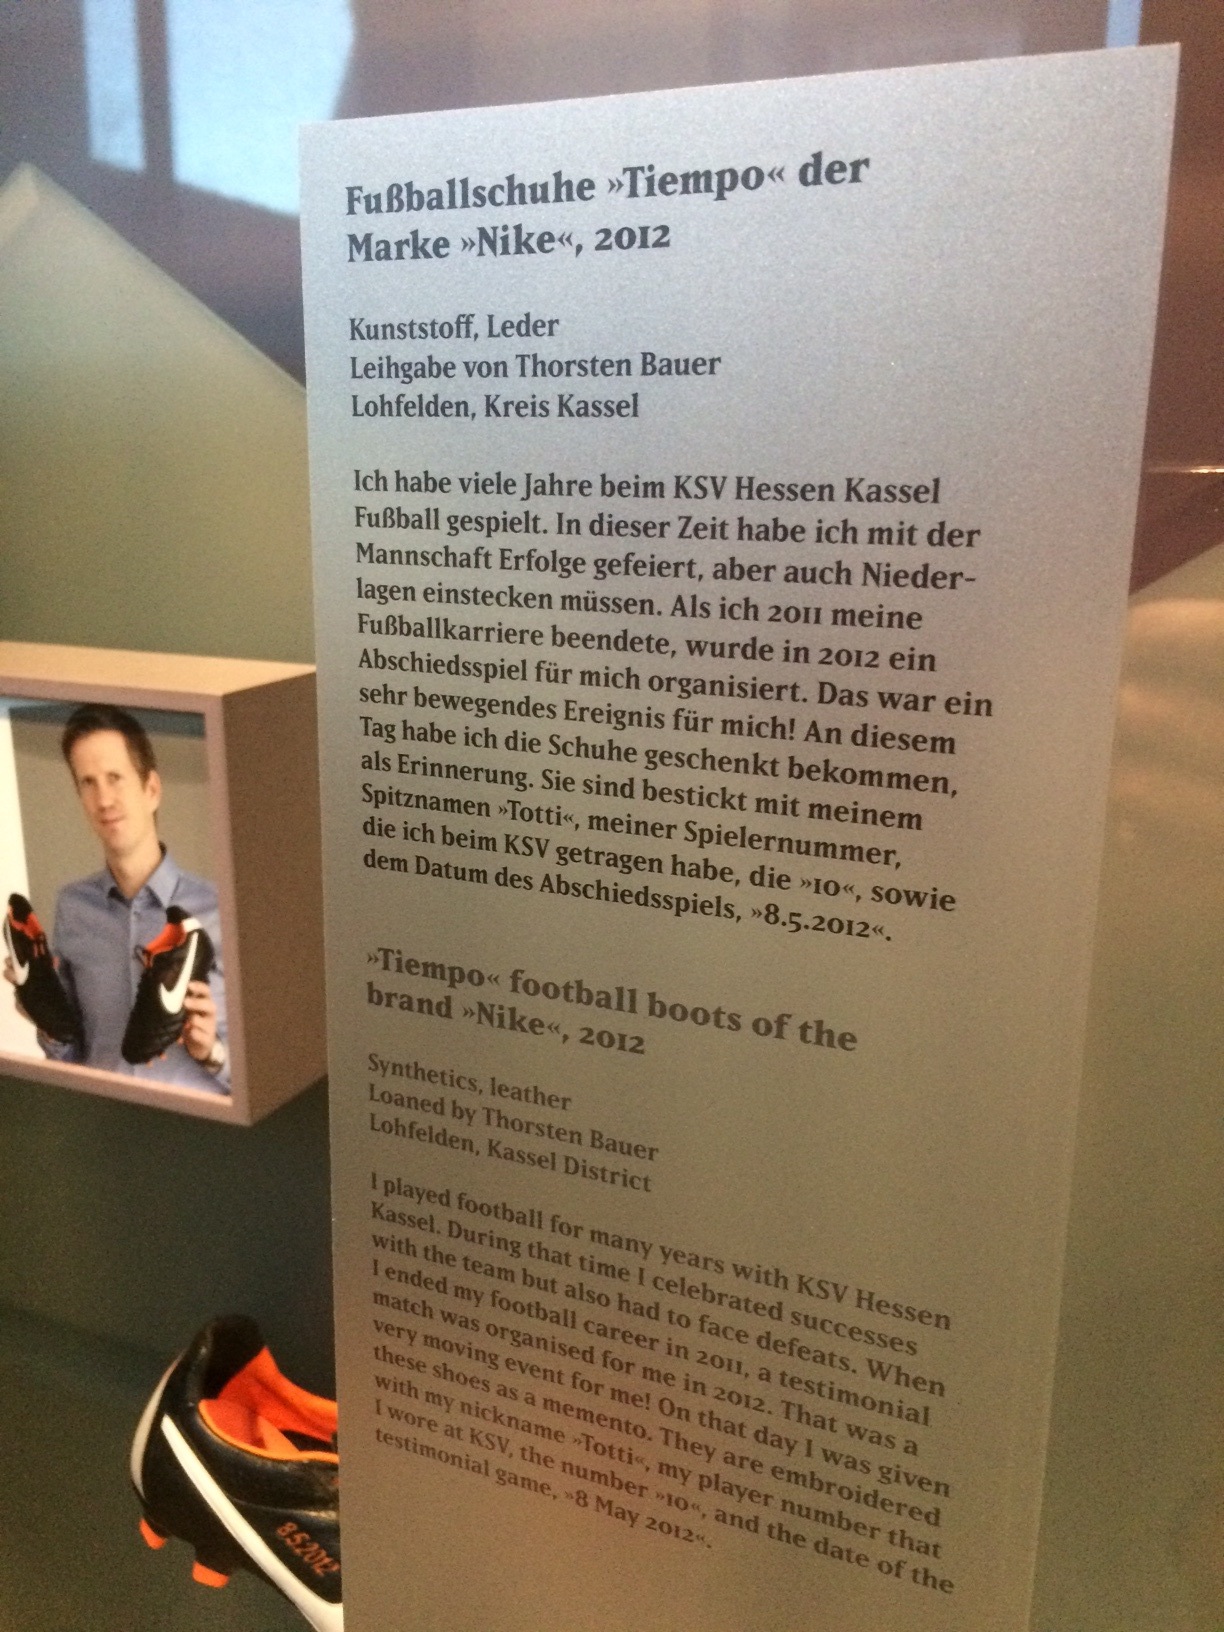 Fußballschuhe »Tiempo« der
Marke »Nike«, 2012
Kunststoff, Leder
Leihgabe von Thorsten Bauer
Lohfelden, Kreis Kassel
Ich habe viele Jahre beim KSV Hessen Kassel
Fußball gespielt. In dieser Zeit habe ich mit der
Mannschaft Erfolge gefeiert, aber auch Nieder-
lagen einstecken müssen. Als ich 2011 meine
Fußballkarriere beendete, wurde in 2012 ein
Abschiedsspiel für mich organisiert. Das war ein
sehr bewegendes Ereignis für mich! An diesem
Tag habe ich die Schuhe geschenkt bekommen,
als Erinnerung. Sie sind bestickt mit meinem
Spitznamen »Totti«, meiner Spielernummer,
die ich beim KSV getragen habe, die »10«, sowie
dem Datum des Abschiedsspiels, »8.5.2012«.
»Tiempo« football boots of the
brand »Nike«, 2012
Synthetics, leather
Loaned by Thorsten Bauer
Lohfelden, Kassel District
I played football for many years with KSV Hessen
Kassel. During that time I celebrated successes
with the team but also had to face defeats. When
I ended my football career in 2011, a testimonial
match was organised for me in 2012. That was a
very moving event for me! On that day I was given
these shoes as a memento. They are embroidered
with my nickname »Totti«, my player number that
I wore at KSV, the number »10«, and the date of the
testimonial game, »8 May 2012«.
8.5.2012